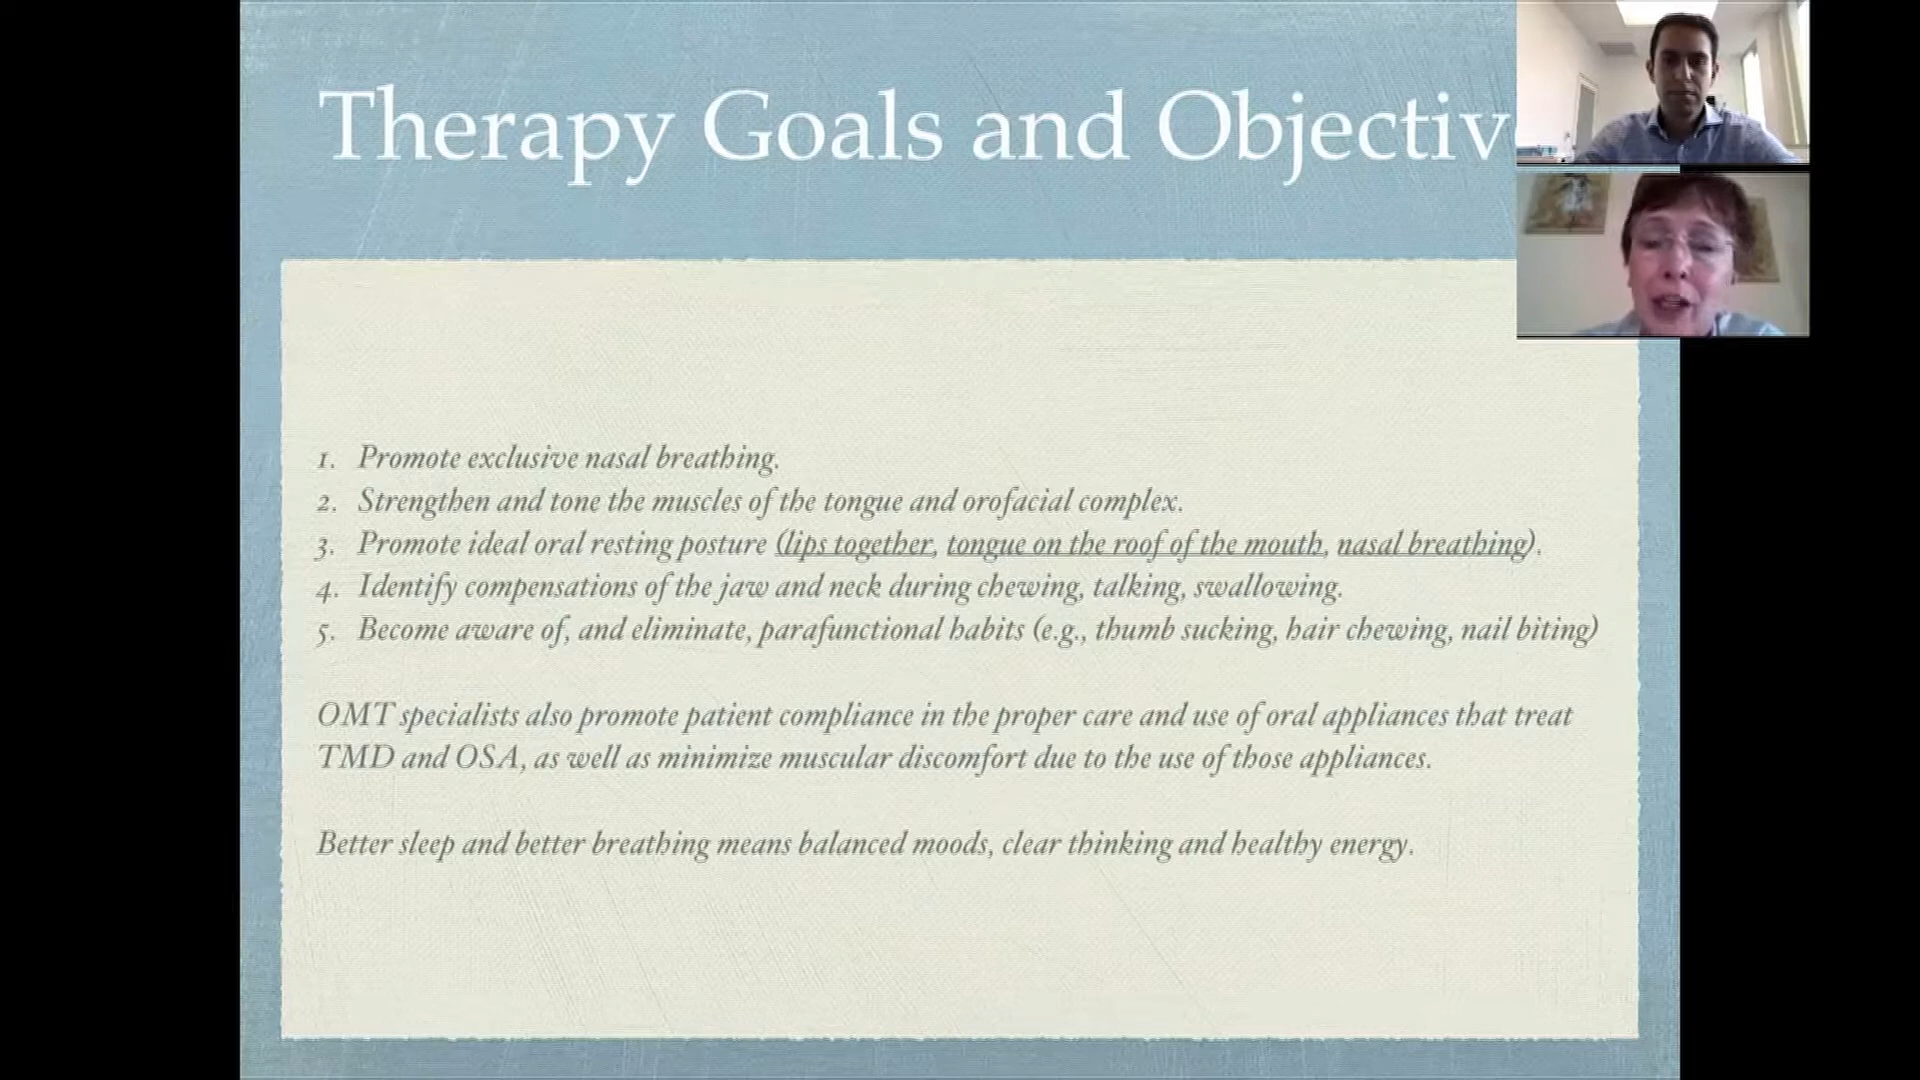 Therapy Goals and Objectiv
1. Promote exclusive nasal breathing.
2. Strengthen and tone the muscles of the tongue and orofacial complex.
3. Promote ideal oral resting posture (lips together, tongue on the roof of the mouth, nasal breathing).
4. Identify compensations of the jaw and neck during chewing, talking, swallowing.
5. Become aware of, and eliminate, parafunctional habits (e.g., thumb sucking, hair chewing, nail biting)
OMT specialists also promote patient compliance in the proper care and use of oral appliances that treat
TMD and OSA, as well as minimize muscular discomfort due to the use of those appliances.
Better sleep and better breathing means balanced moods, clear thinking and healthy energy.